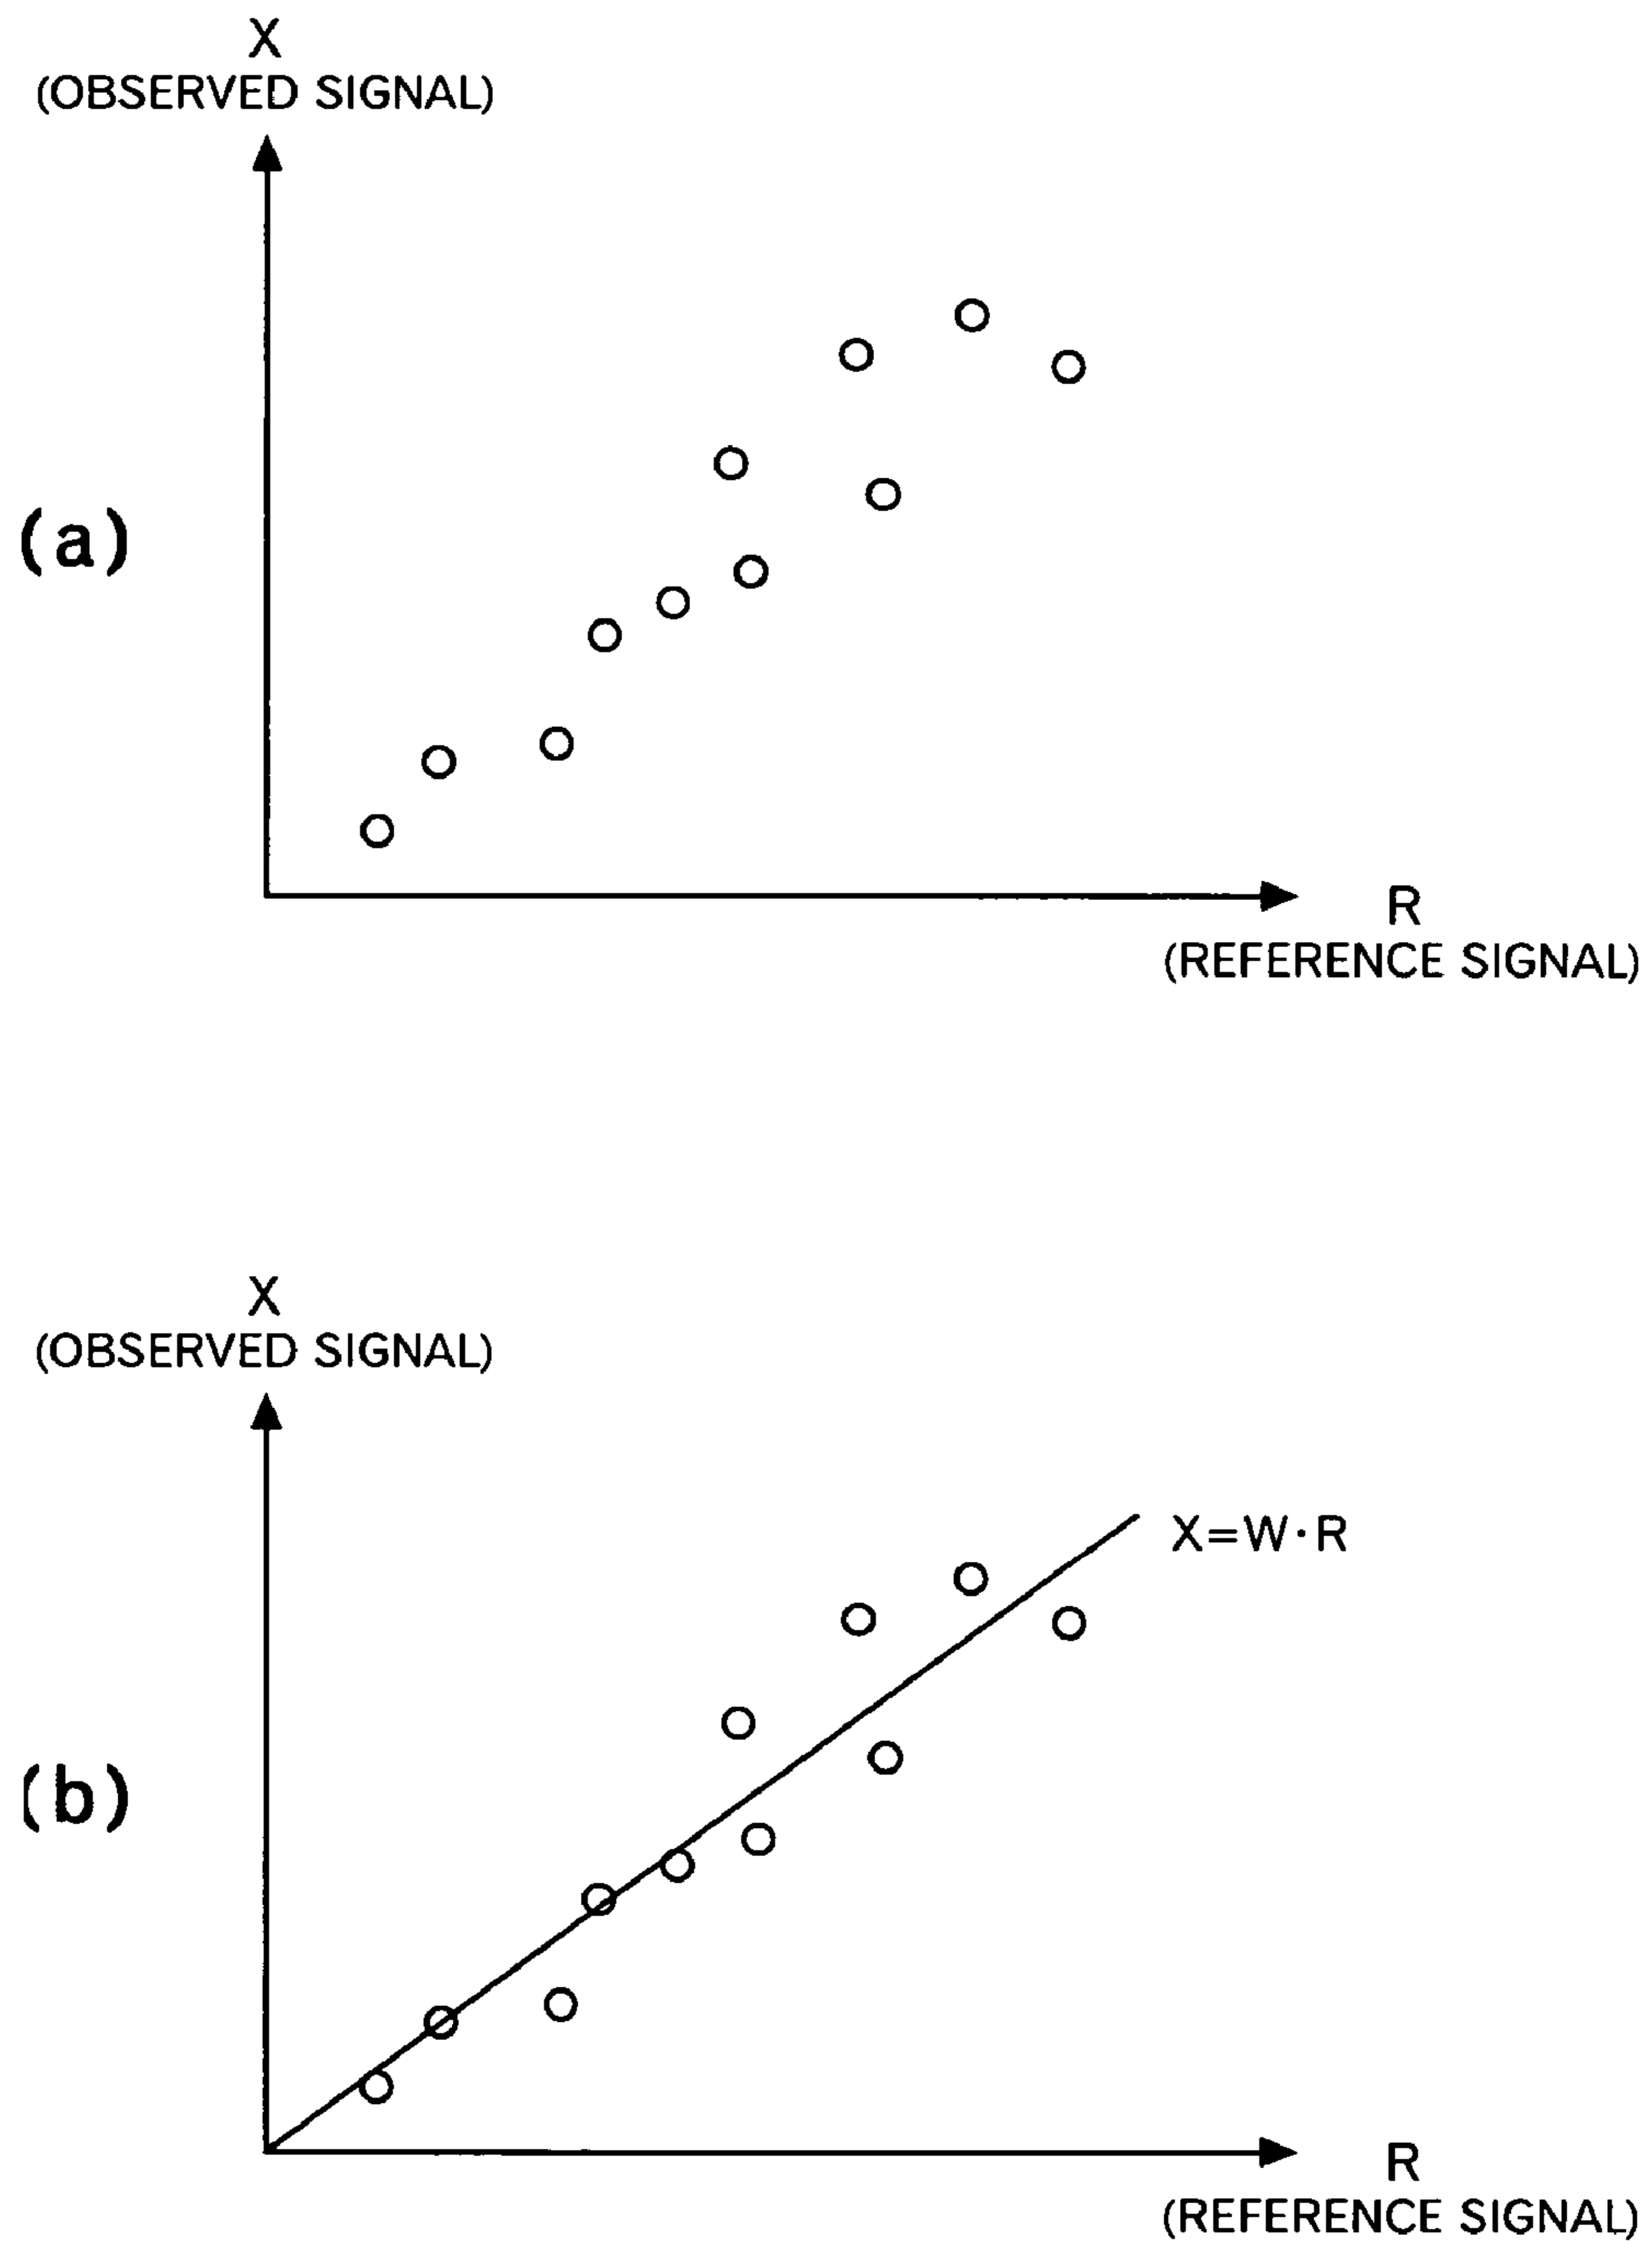 X
(OBSERVED SIGNAL)
(a)
R
(REFERENCE SIGNAL)
X
(OBSERVED SIGNAL)
X=W·R
(b)
R
(REFERENCE SIGNAL)